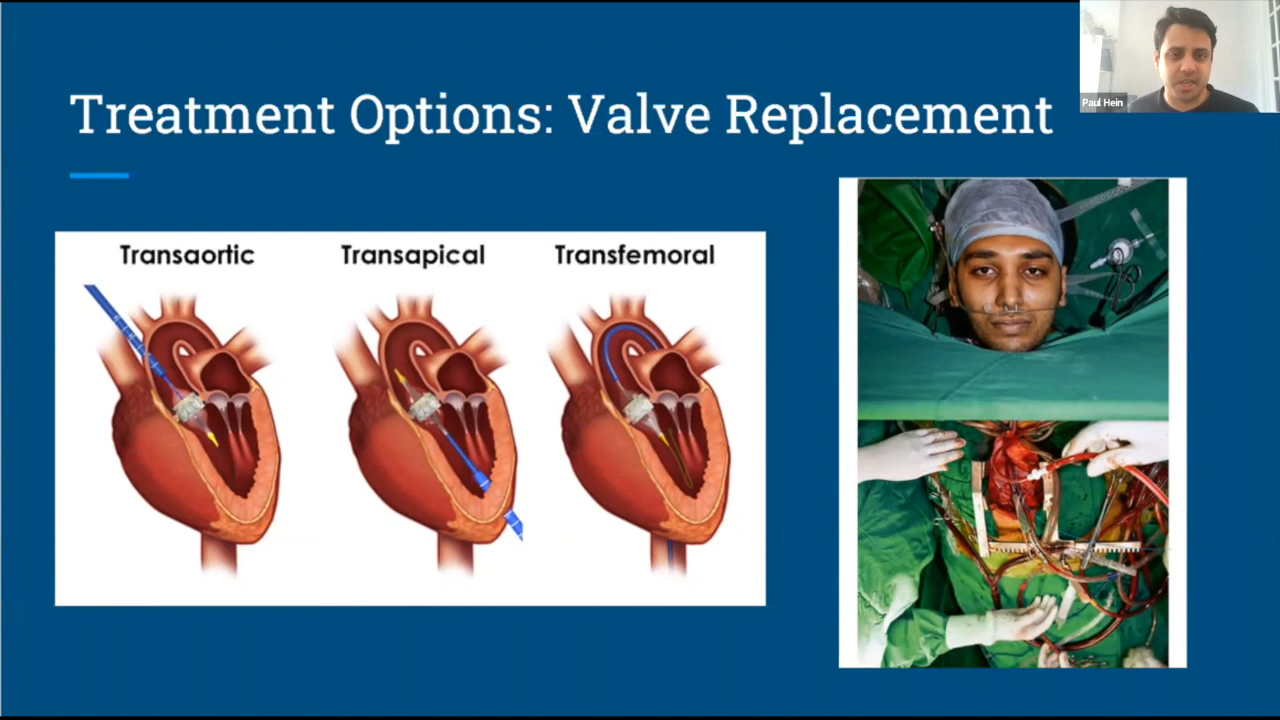 Treatment Options: Valve Replacement
Paul Hein
Transaortic
Transapical
Transfemoral